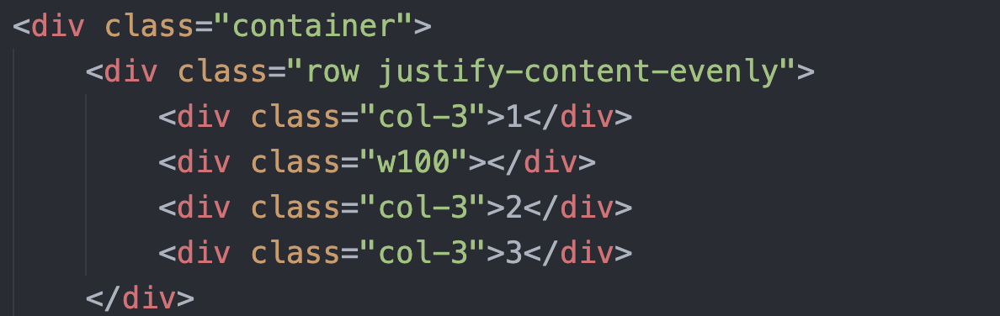 <div class="container">
    <div class="row justify-content-evenly">
        <div class="col-3">1</div>
        <div class="w100"></div>
        <div class="col-3">2</div>
        <div class="col-3">3</div>
    </div>